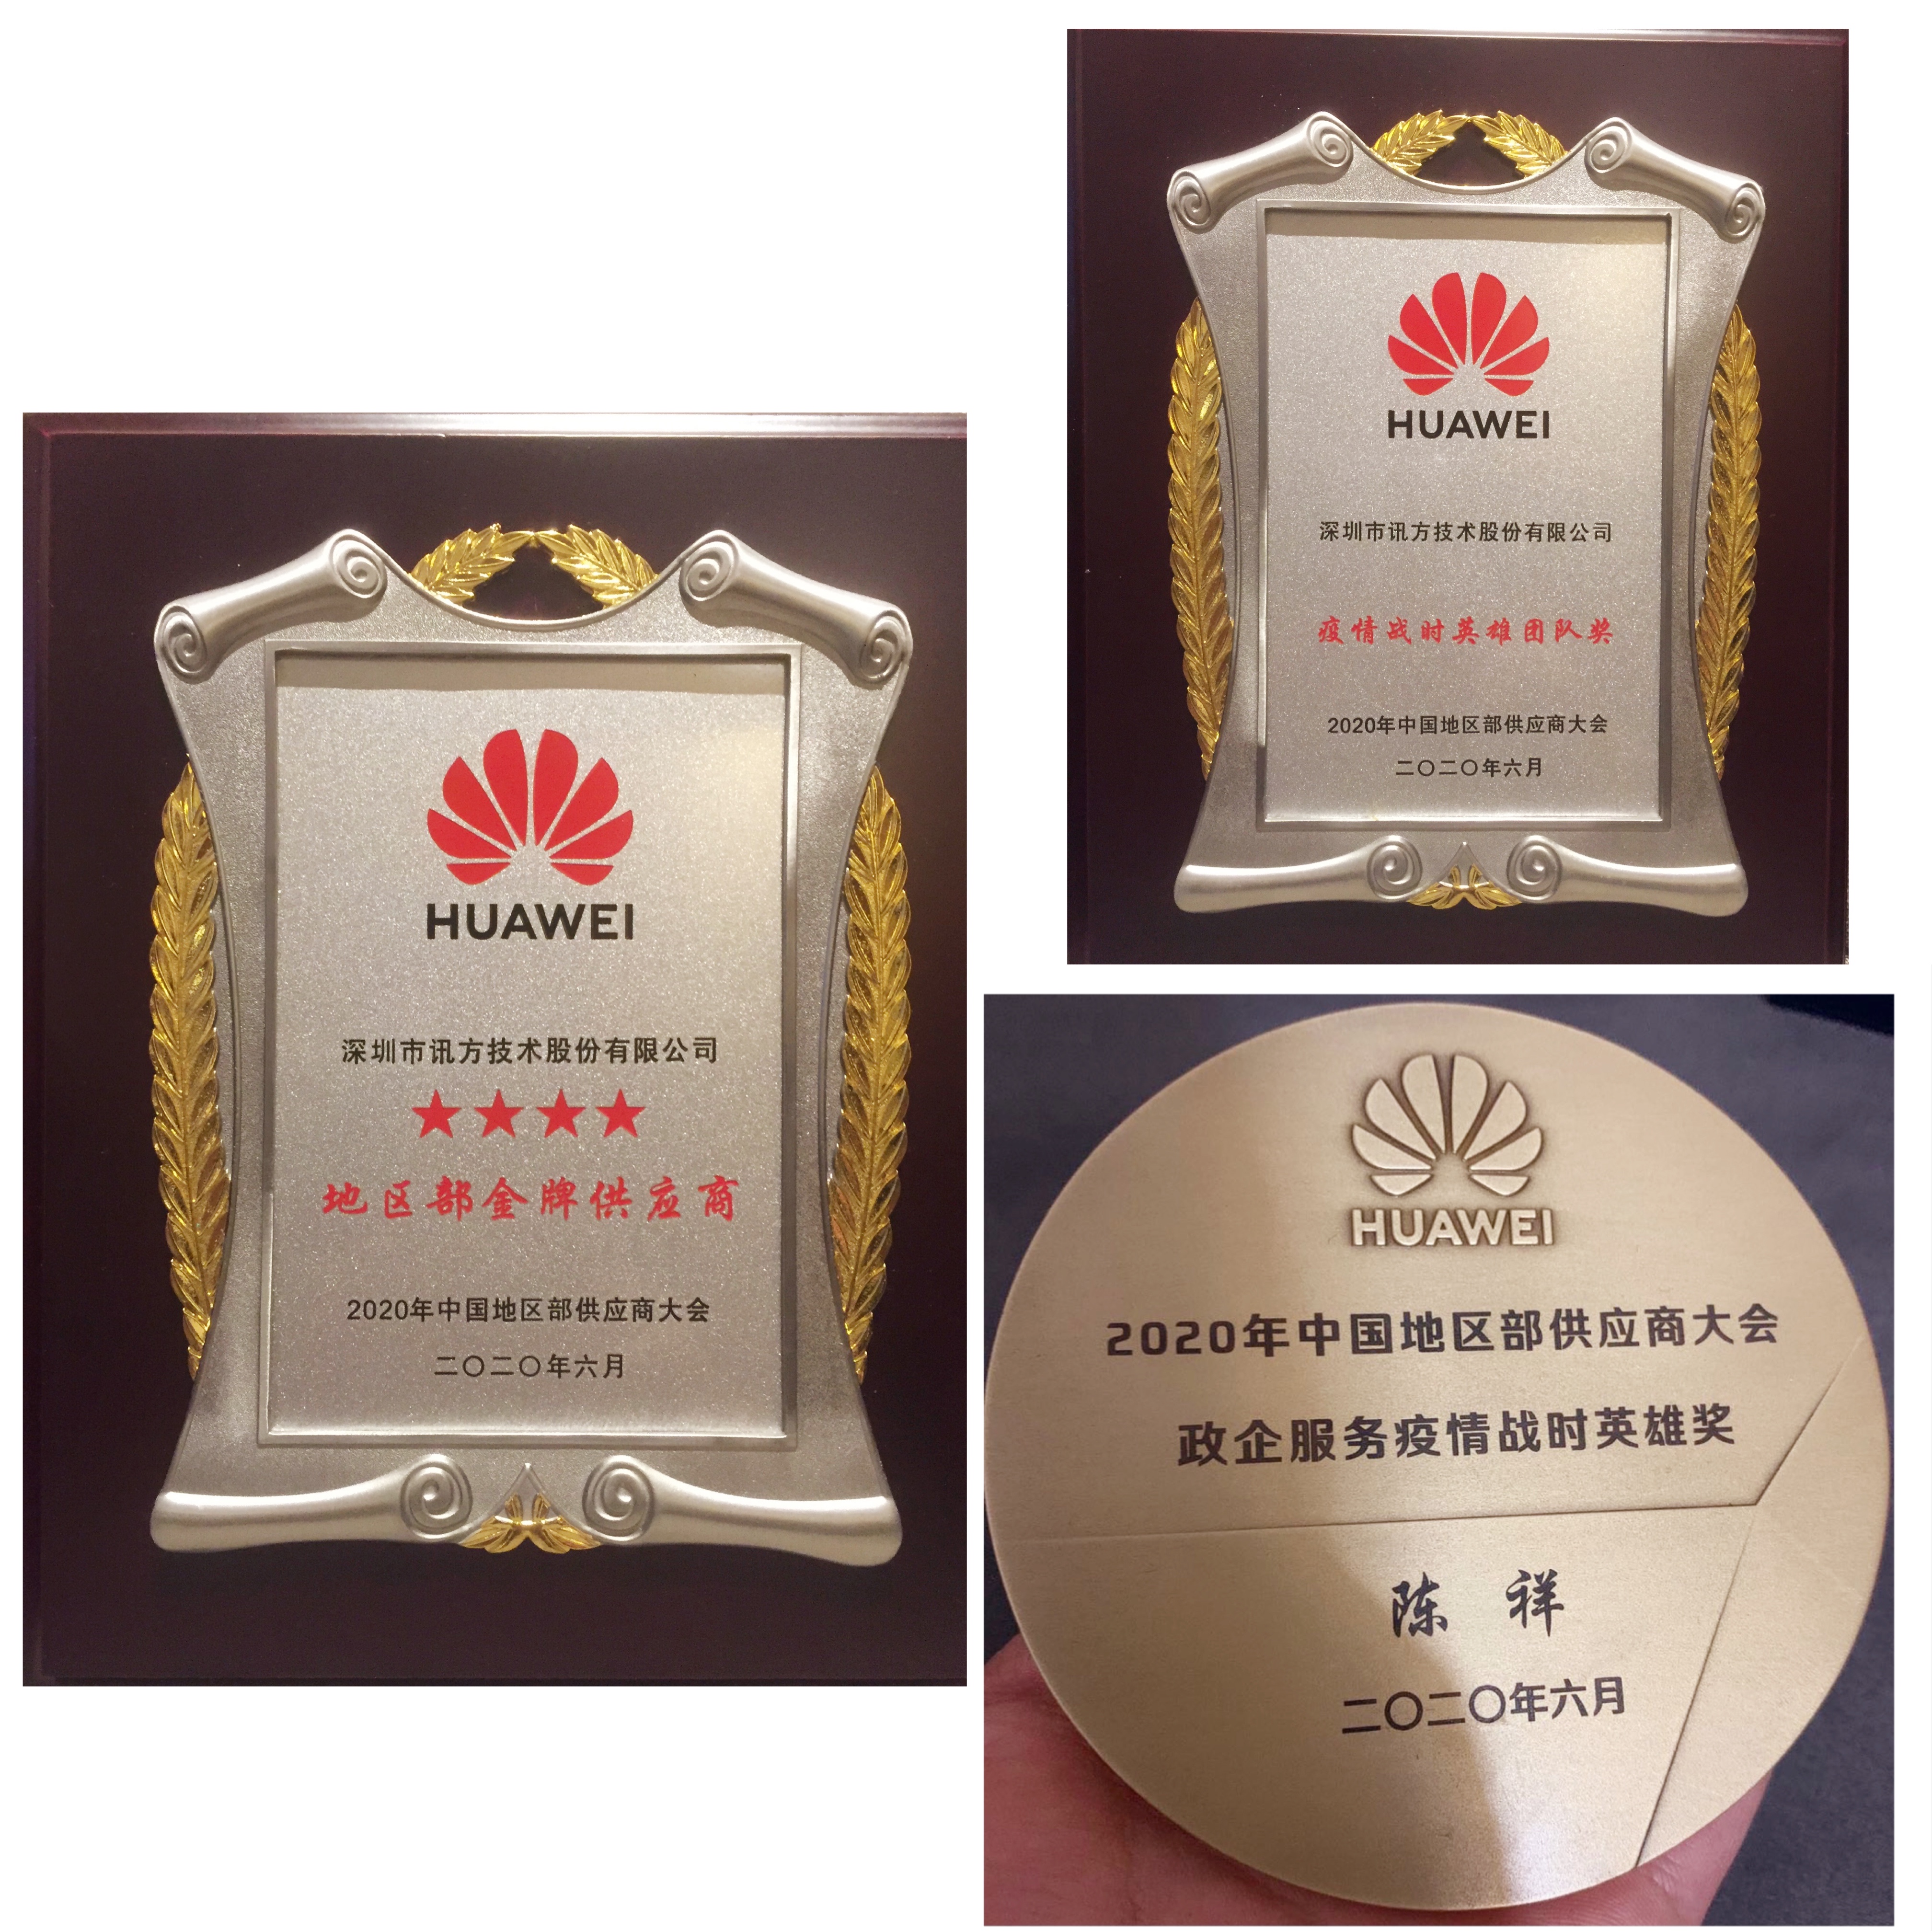 HUAWEI
深圳市讯方技术股份有限公司
★★★★
地区部金牌供应商
2020年中国地区部供应商大会
二〇二〇年六月
HUAWEI
深圳市讯方技术股份有限公司
疫情战时英雄团队奖
2020年中国地区部供应商大会
二〇二〇年六月
HUAWEI
2020年中国地区部供应商大会
政企服务疫情战时英雄奖
陈 祥
二〇二〇年六月